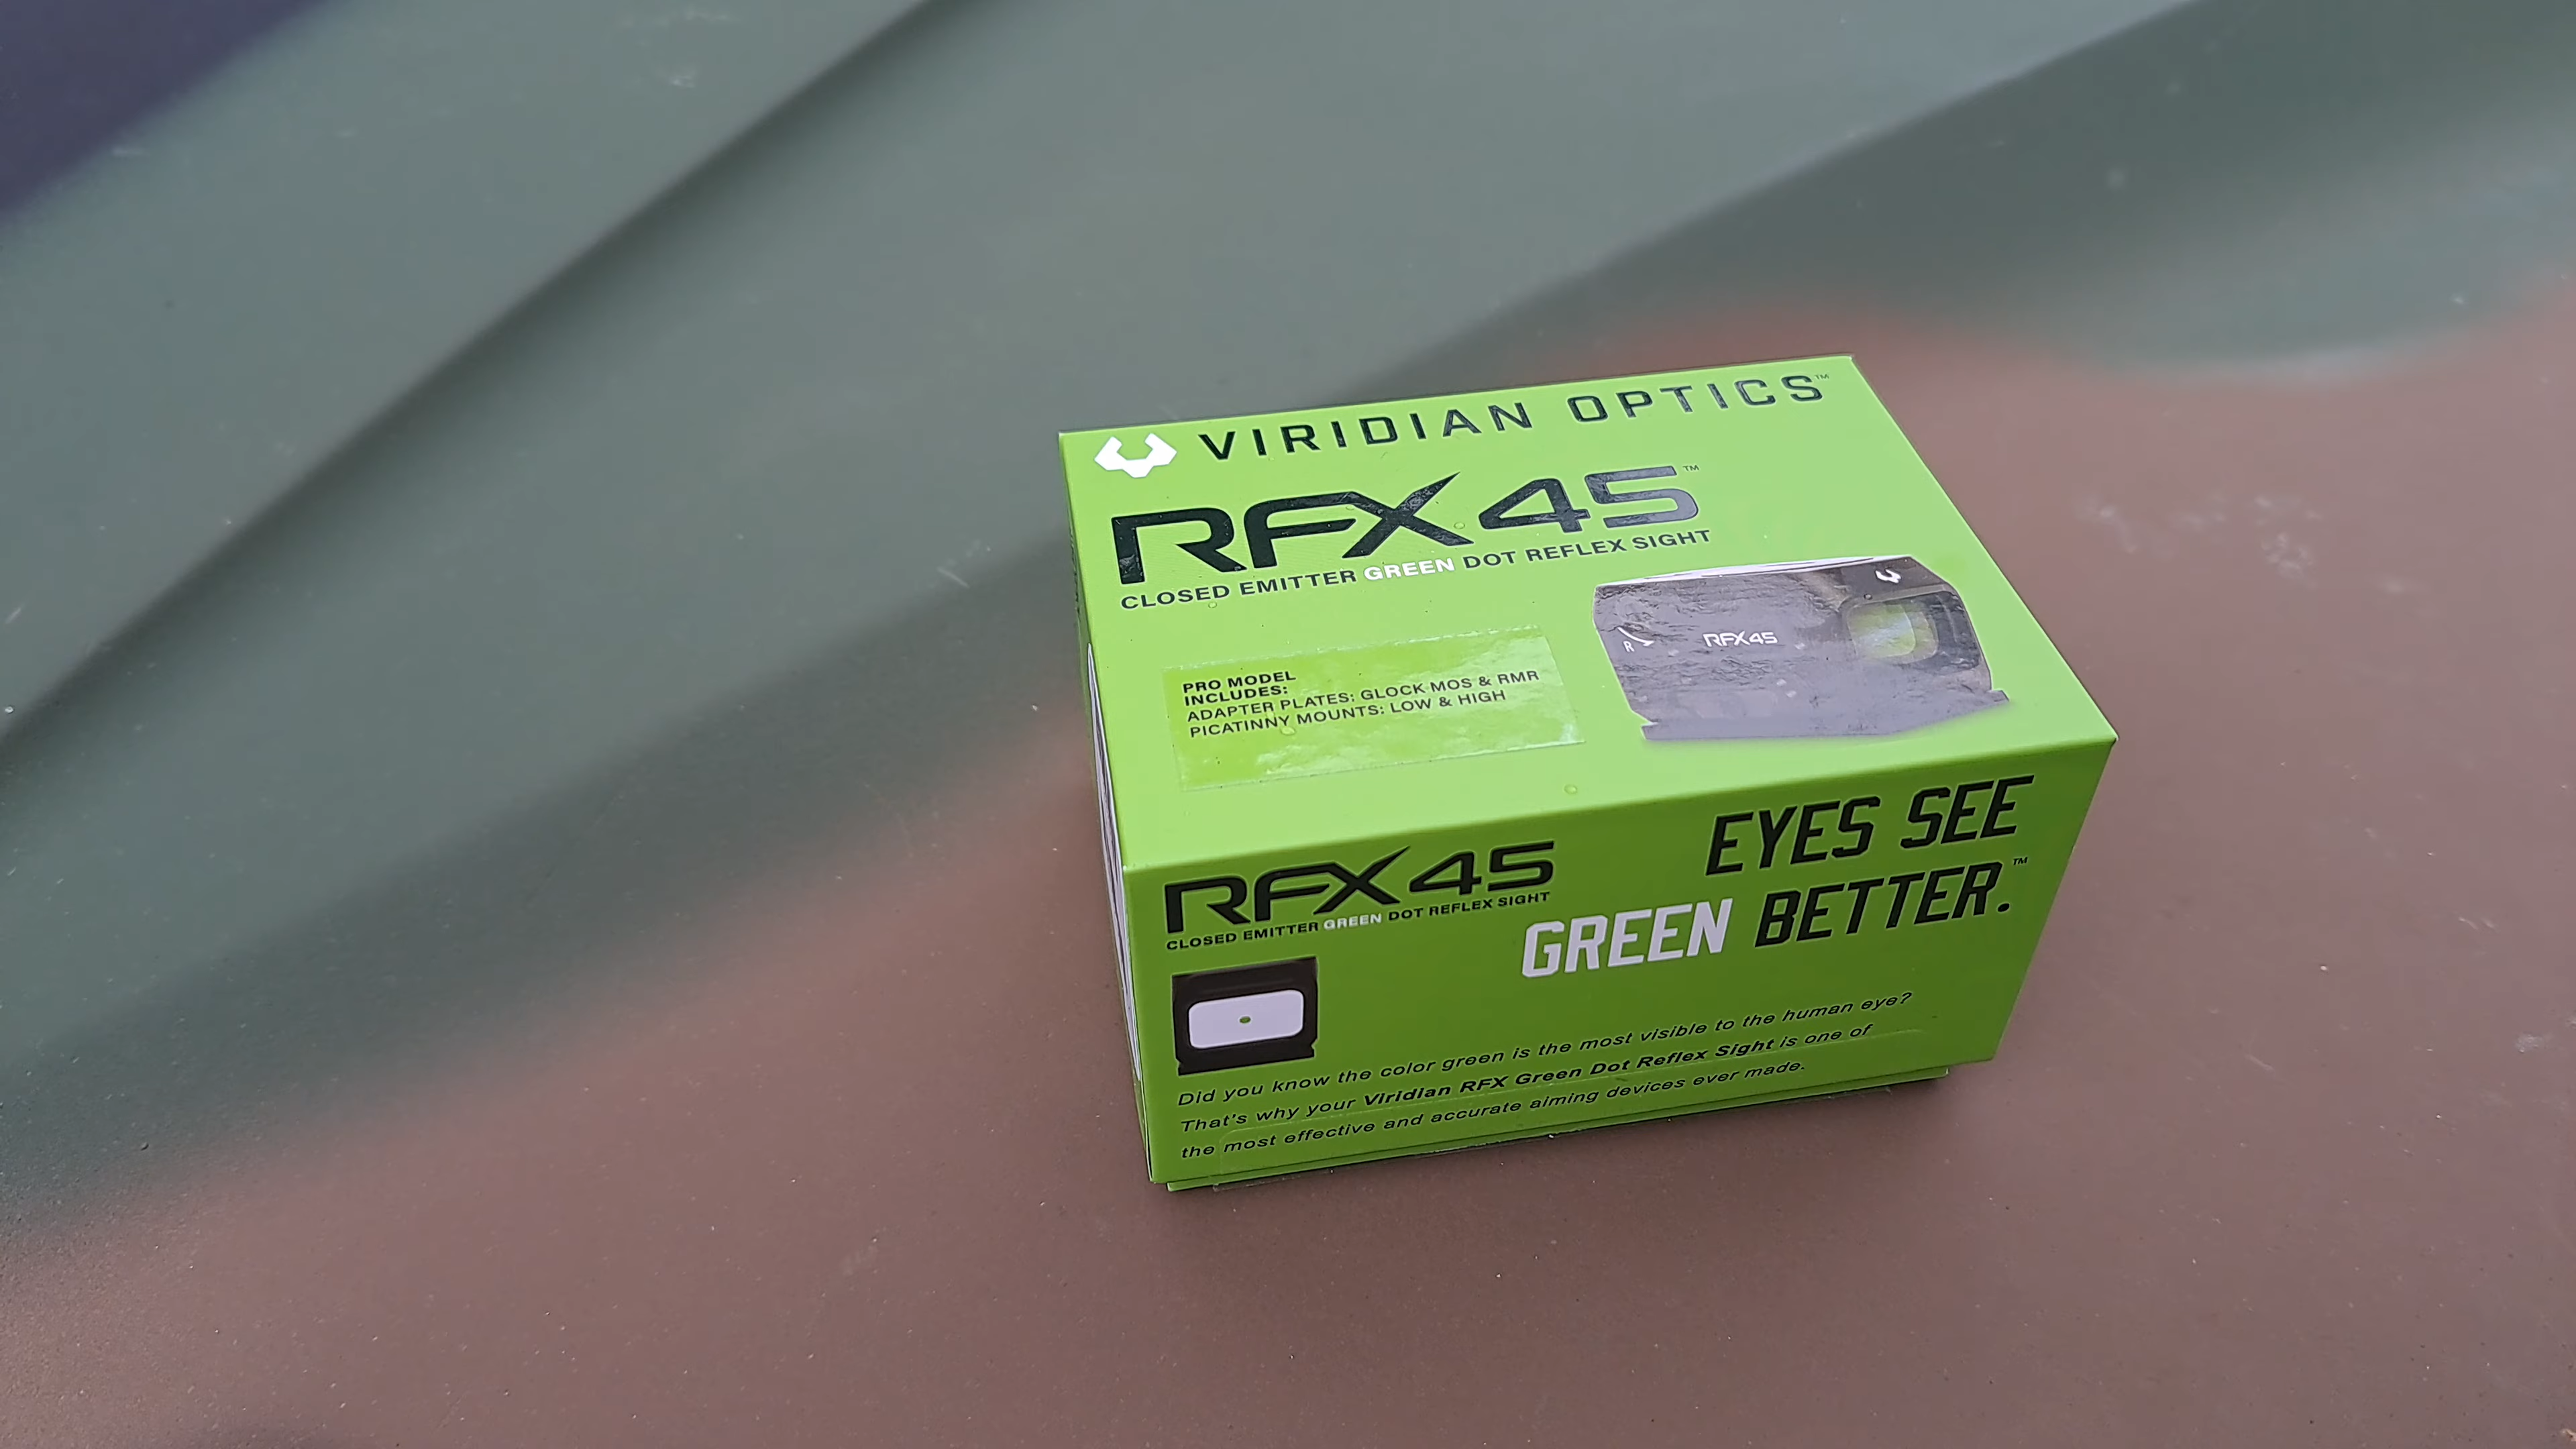 VIRIDIAN OPTICS™
RFX45™
CLOSED EMITTER GREEN DOT REFLEX SIGHT
R
RFX45
PRO MODEL
INCLUDES:
ADAPTER PLATES: GLOCK MOS & RMR
PICATINNY MOUNTS: LOW & HIGH
RFX45
CLOSED EMITTER GREEN DOT REFLEX SIGHT
EYES SEE
GREEN BETTER.™
Did you know the color green is the most visible to the human eye?
That's why your Viridian RFX Green Dot Reflex Sight is one of
the most effective and accurate aiming devices ever made.